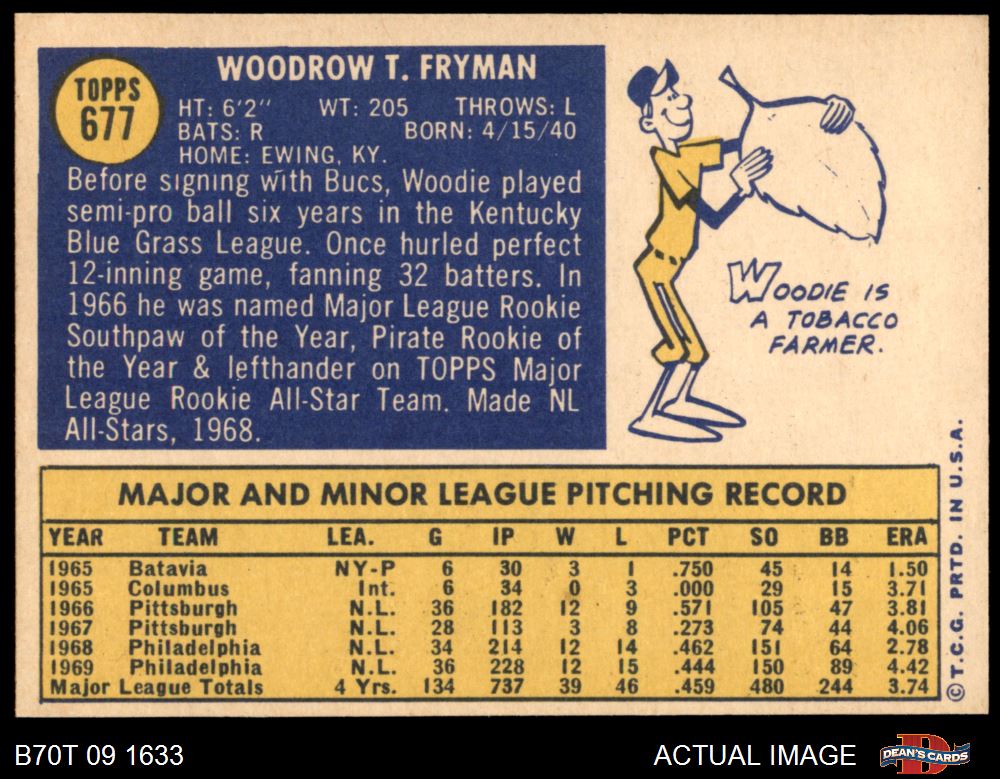 TOPPS
677
WOODROW T. FRYMAN
HT: 6'2" WT: 205 THROWS: L
BATS: R BORN: 4/15/40
HOME: EWING, KY.
Before signing with Bucs, Woodie played
semi-pro ball six years in the Kentucky
Blue Grass League. Once hurled perfect
12-inning game, fanning 32 batters. In
1966 he was named Major League Rookie
Southpaw of the Year, Pirate Rookie of
the Year & lefthander on TOPPS Major
League Rookie All-Star Team. Made NL
All-Stars, 1968.
WOODIE IS
A TOBACCO
FARMER.
MAJOR AND MINOR LEAGUE PITCHING RECORD
YEAR TEAM LEA. G IP W L PCT SO BB ERA
1965 Batavia NY-P 6 30 3 1 .750 45 14 1.50
1965 Columbus Int. 6 34 0 3 .000 29 15 3.71
1966 Pittsburgh N.L. 36 182 12 9 .571 105 47 3.81
1967 Pittsburgh N.L. 28 113 3 8 .273 74 44 4.06
1968 Philadelphia N.L. 34 214 12 14 .462 151 64 2.78
1969 Philadelphia N.L. 36 228 12 15 .444 150 89 4.42
Major League Totals 4 Yrs. 134 737 39 46 .459 480 244 3.74
© T.C.G. PRTD. IN U.S.A.
B70T 09 1633
ACTUAL IMAGE
DEAN'S CARDS